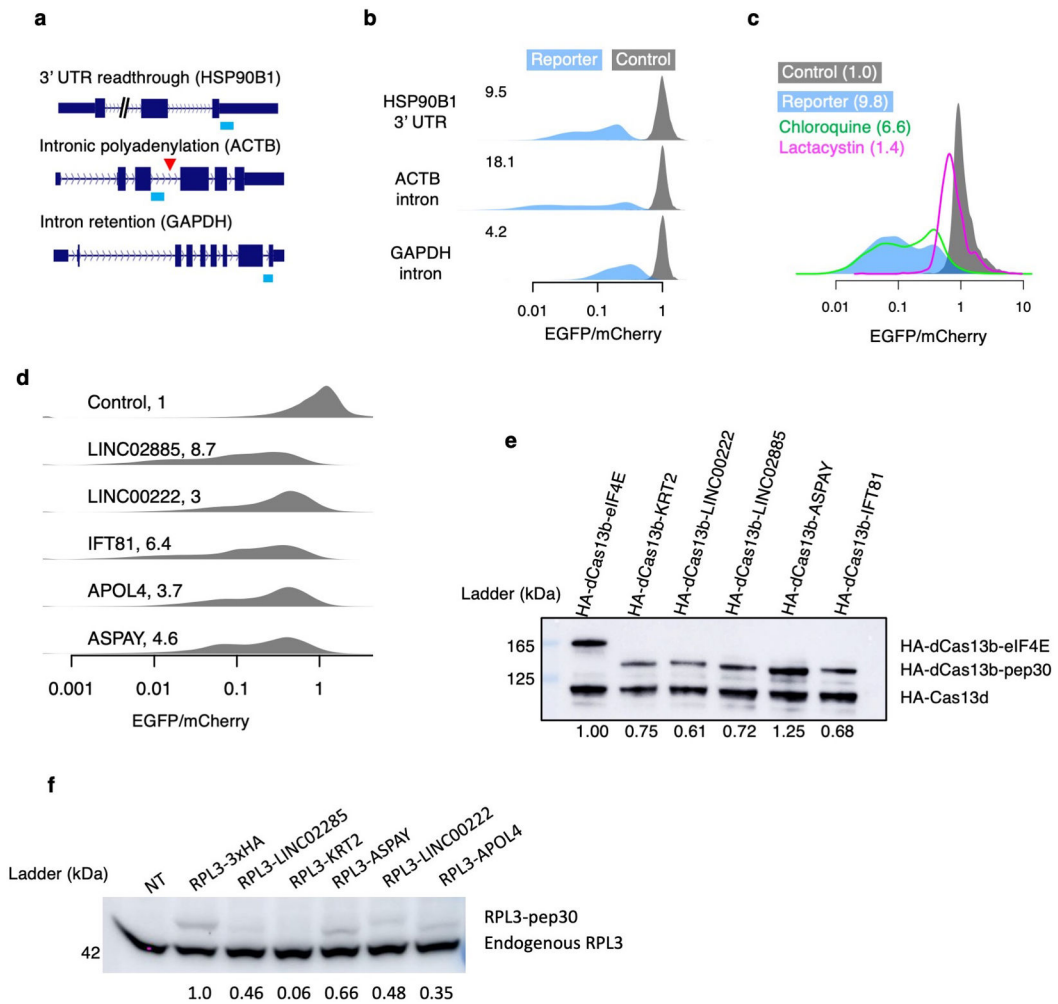 a
3' UTR readthrough (HSP90B1)
Intronic polyadenylation (ACTB)
Intron retention (GAPDH)
b
Reporter Control
HSP90B1
3' UTR
9.5
ACTB
intron
18.1
GAPDH
intron
4.2
0.01 0.1 1
EGFP/mCherry
c
Control (1.0)
Reporter (9.8)
Chloroquine (6.6)
Lactacystin (1.4)
0.01 0.1 1 10
EGFP/mCherry
d
Control, 1
LINC02885, 8.7
LINC00222, 3
IFT81, 6.4
APOL4, 3.7
ASPAY, 4.6
0.001 0.01 0.1 1
EGFP/mCherry
e
HA-dCas13b-eIF4E
HA-dCas13b-KRT2
HA-dCas13b-LINC00222
HA-dCas13b-LINC02885
HA-dCas13b-ASPAY
HA-dCas13b-IFT81
Ladder (kDa)
165
125
HA-dCas13b-eIF4E
HA-dCas13b-pep30
HA-Cas13d
1.00 0.75 0.61 0.72 1.25 0.68
f
Ladder (kDa)
NT
RPL3-3xHA
RPL3-LINC02285
RPL3-KRT2
RPL3-ASPAY
RPL3-LINC00222
RPL3-APOL4
RPL3-pep30
Endogenous RPL3
42
1.0 0.46 0.06 0.66 0.48 0.35